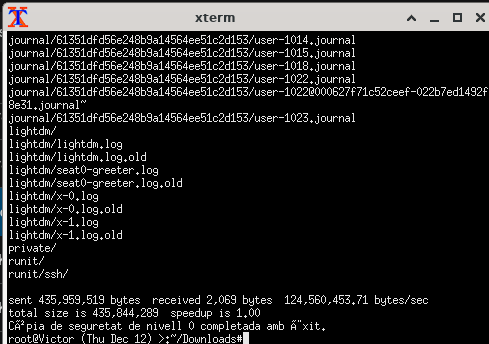 xterm
journal/61351dfd56e248b9a14564ee51c2d153/user-1014.journal
journal/61351dfd56e248b9a14564ee51c2d153/user-1015.journal
journal/61351dfd56e248b9a14564ee51c2d153/user-1018.journal
journal/61351dfd56e248b9a14564ee51c2d153/user-1022.journal
journal/61351dfd56e248b9a14564ee51c2d153/user-1022@000627f71c52ceef-022b7ed1492f
8e31.journal~
journal/61351dfd56e248b9a14564ee51c2d153/user-1023.journal
lightdm/
lightdm/lightdm.log
lightdm/lightdm.log.old
lightdm/seat0-greeter.log
lightdm/seat0-greeter.log.old
lightdm/x-0.log
lightdm/x-0.log.old
lightdm/x-1.log
lightdm/x-1.log.old
private/
runit/
runit/ssh/
sent 435,959,519 bytes  received 2,069 bytes  124,560,453.71 bytes/sec
total size is 435,844,289  speedup is 1.00
CÃ²pia de seguretat de nivell 0 completada amb Ã¨xit.
root@Victor (Thu Dec 12) >:~/Downloads#